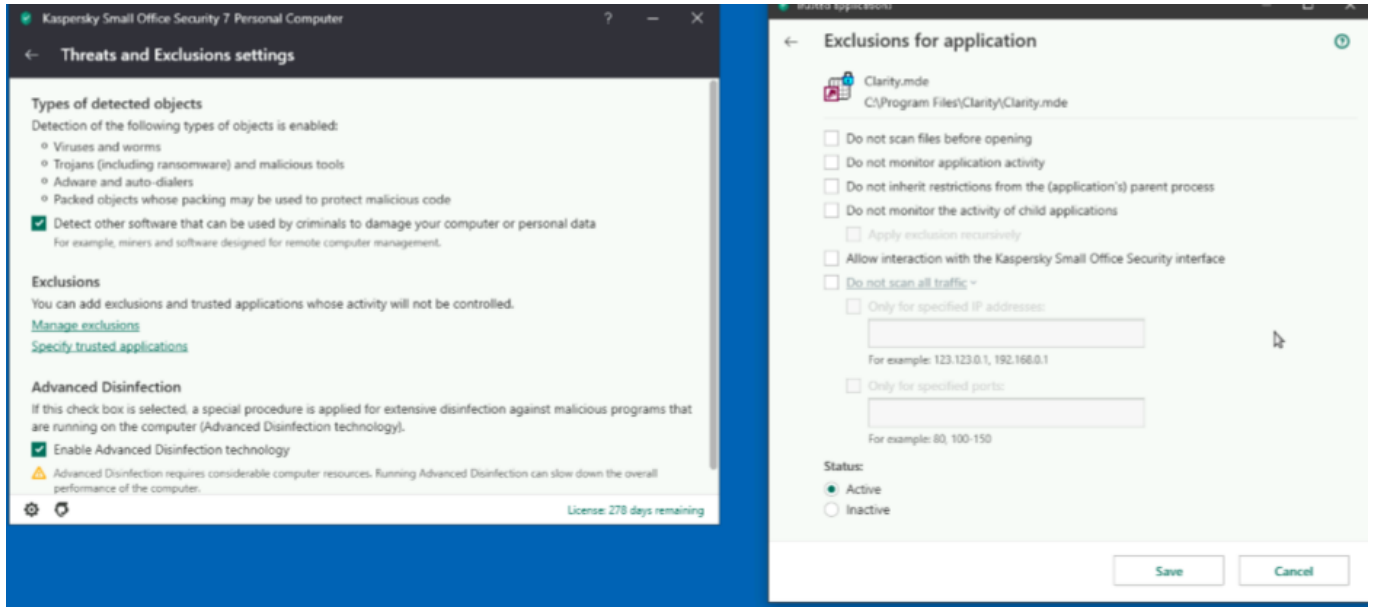 Kaspersky Small Office Security 7 Personal Computer
Threats and Exclusions settings
Types of detected objects
Detection of the following types of objects is enabled:
Viruses and worms
Trojans (including ransomware) and malicious tools
Adware and auto-dialers
Packed objects whose packing may be used to protect malicious code
Detect other software that can be used by criminals to damage your computer or personal data
For example, miners and software designed for remote computer management.
Exclusions
You can add exclusions and trusted applications whose activity will not be controlled.
Manage exclusions
Specify trusted applications
Advanced Disinfection
If this check box is selected, a special procedure is applied for extensive disinfection against malicious programs that
are running on the computer (Advanced Disinfection technology).
Enable Advanced Disinfection technology
Advanced Disinfection requires considerable computer resources. Running Advanced Disinfection can slow down the overall
performance of the computer.
License: 278 days remaining
Trusted applications
Exclusions for application
Clarity.mde
C:\Program Files\Clarity\Clarity.mde
Do not scan files before opening
Do not monitor application activity
Do not inherit restrictions from the (application's) parent process
Do not monitor the activity of child applications
Apply exclusion recursively
Allow interaction with the Kaspersky Small Office Security interface
Do not scan all traffic
Only for specified IP addresses:
For example: 123.123.0.1, 192.168.0.1
Only for specified ports:
For example: 80, 100-150
Status:
Active
Inactive
Save
Cancel